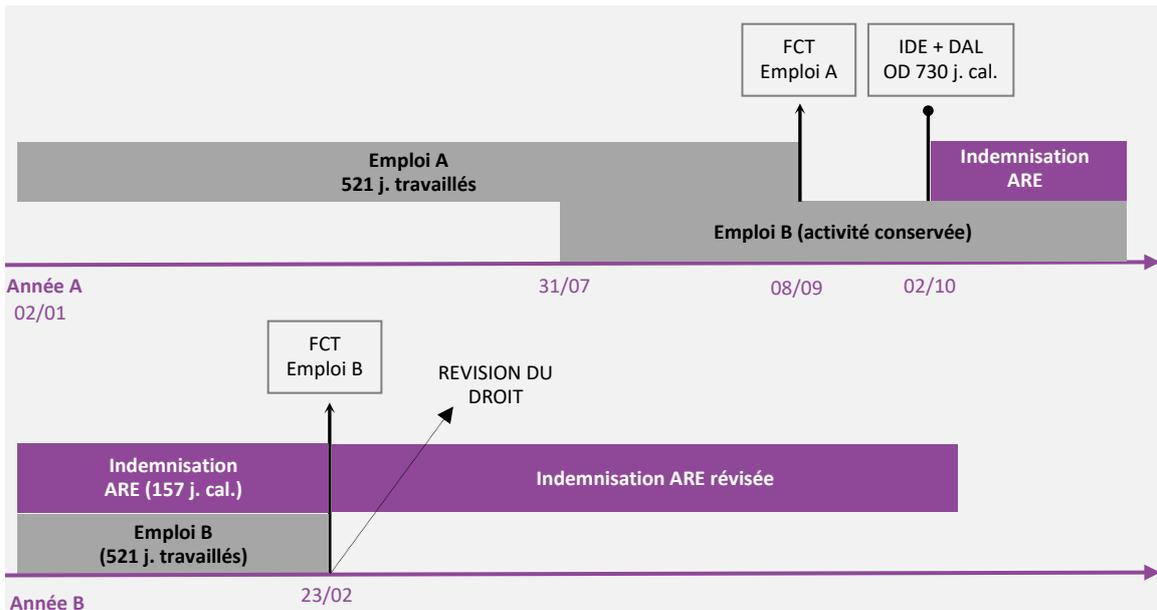 FCT
Emploi A
IDE + DAL
OD 730 j. cal.
Emploi A
521 j. travaillés
Indemnisation
ARE
Emploi B (activité conservée)
Année A
02/01
31/07
08/09
02/10
FCT
Emploi B
REVISION DU
DROIT
Indemnisation
ARE (157 j. cal.)
Indemnisation ARE révisée
Emploi B
(521 j. travaillés)
23/02
Année B